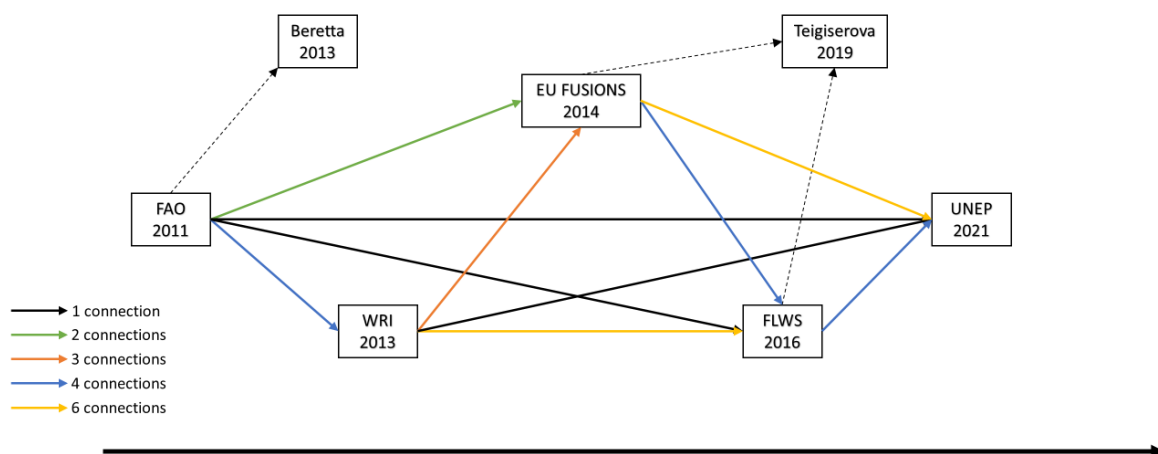 Beretta
2013
Teigiserova
2019
EU FUSIONS
2014
FAO
2011
UNEP
2021
WRI
2013
FLWS
2016
1 connection
2 connections
3 connections
4 connections
6 connections